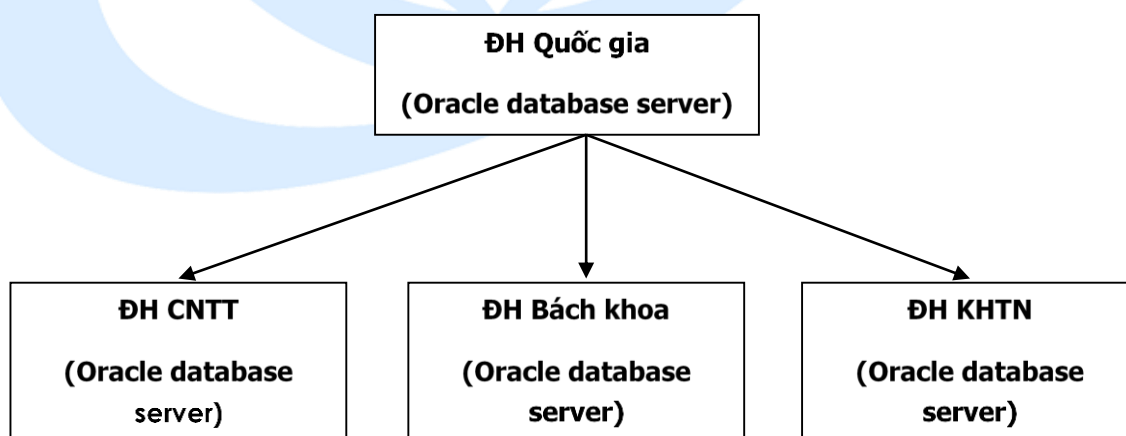 ĐH Quốc gia
(Oracle database server)
ĐH CNTT
(Oracle database
server)
ĐH Bách khoa
(Oracle database
server)
ĐH KHTN
(Oracle database
server)